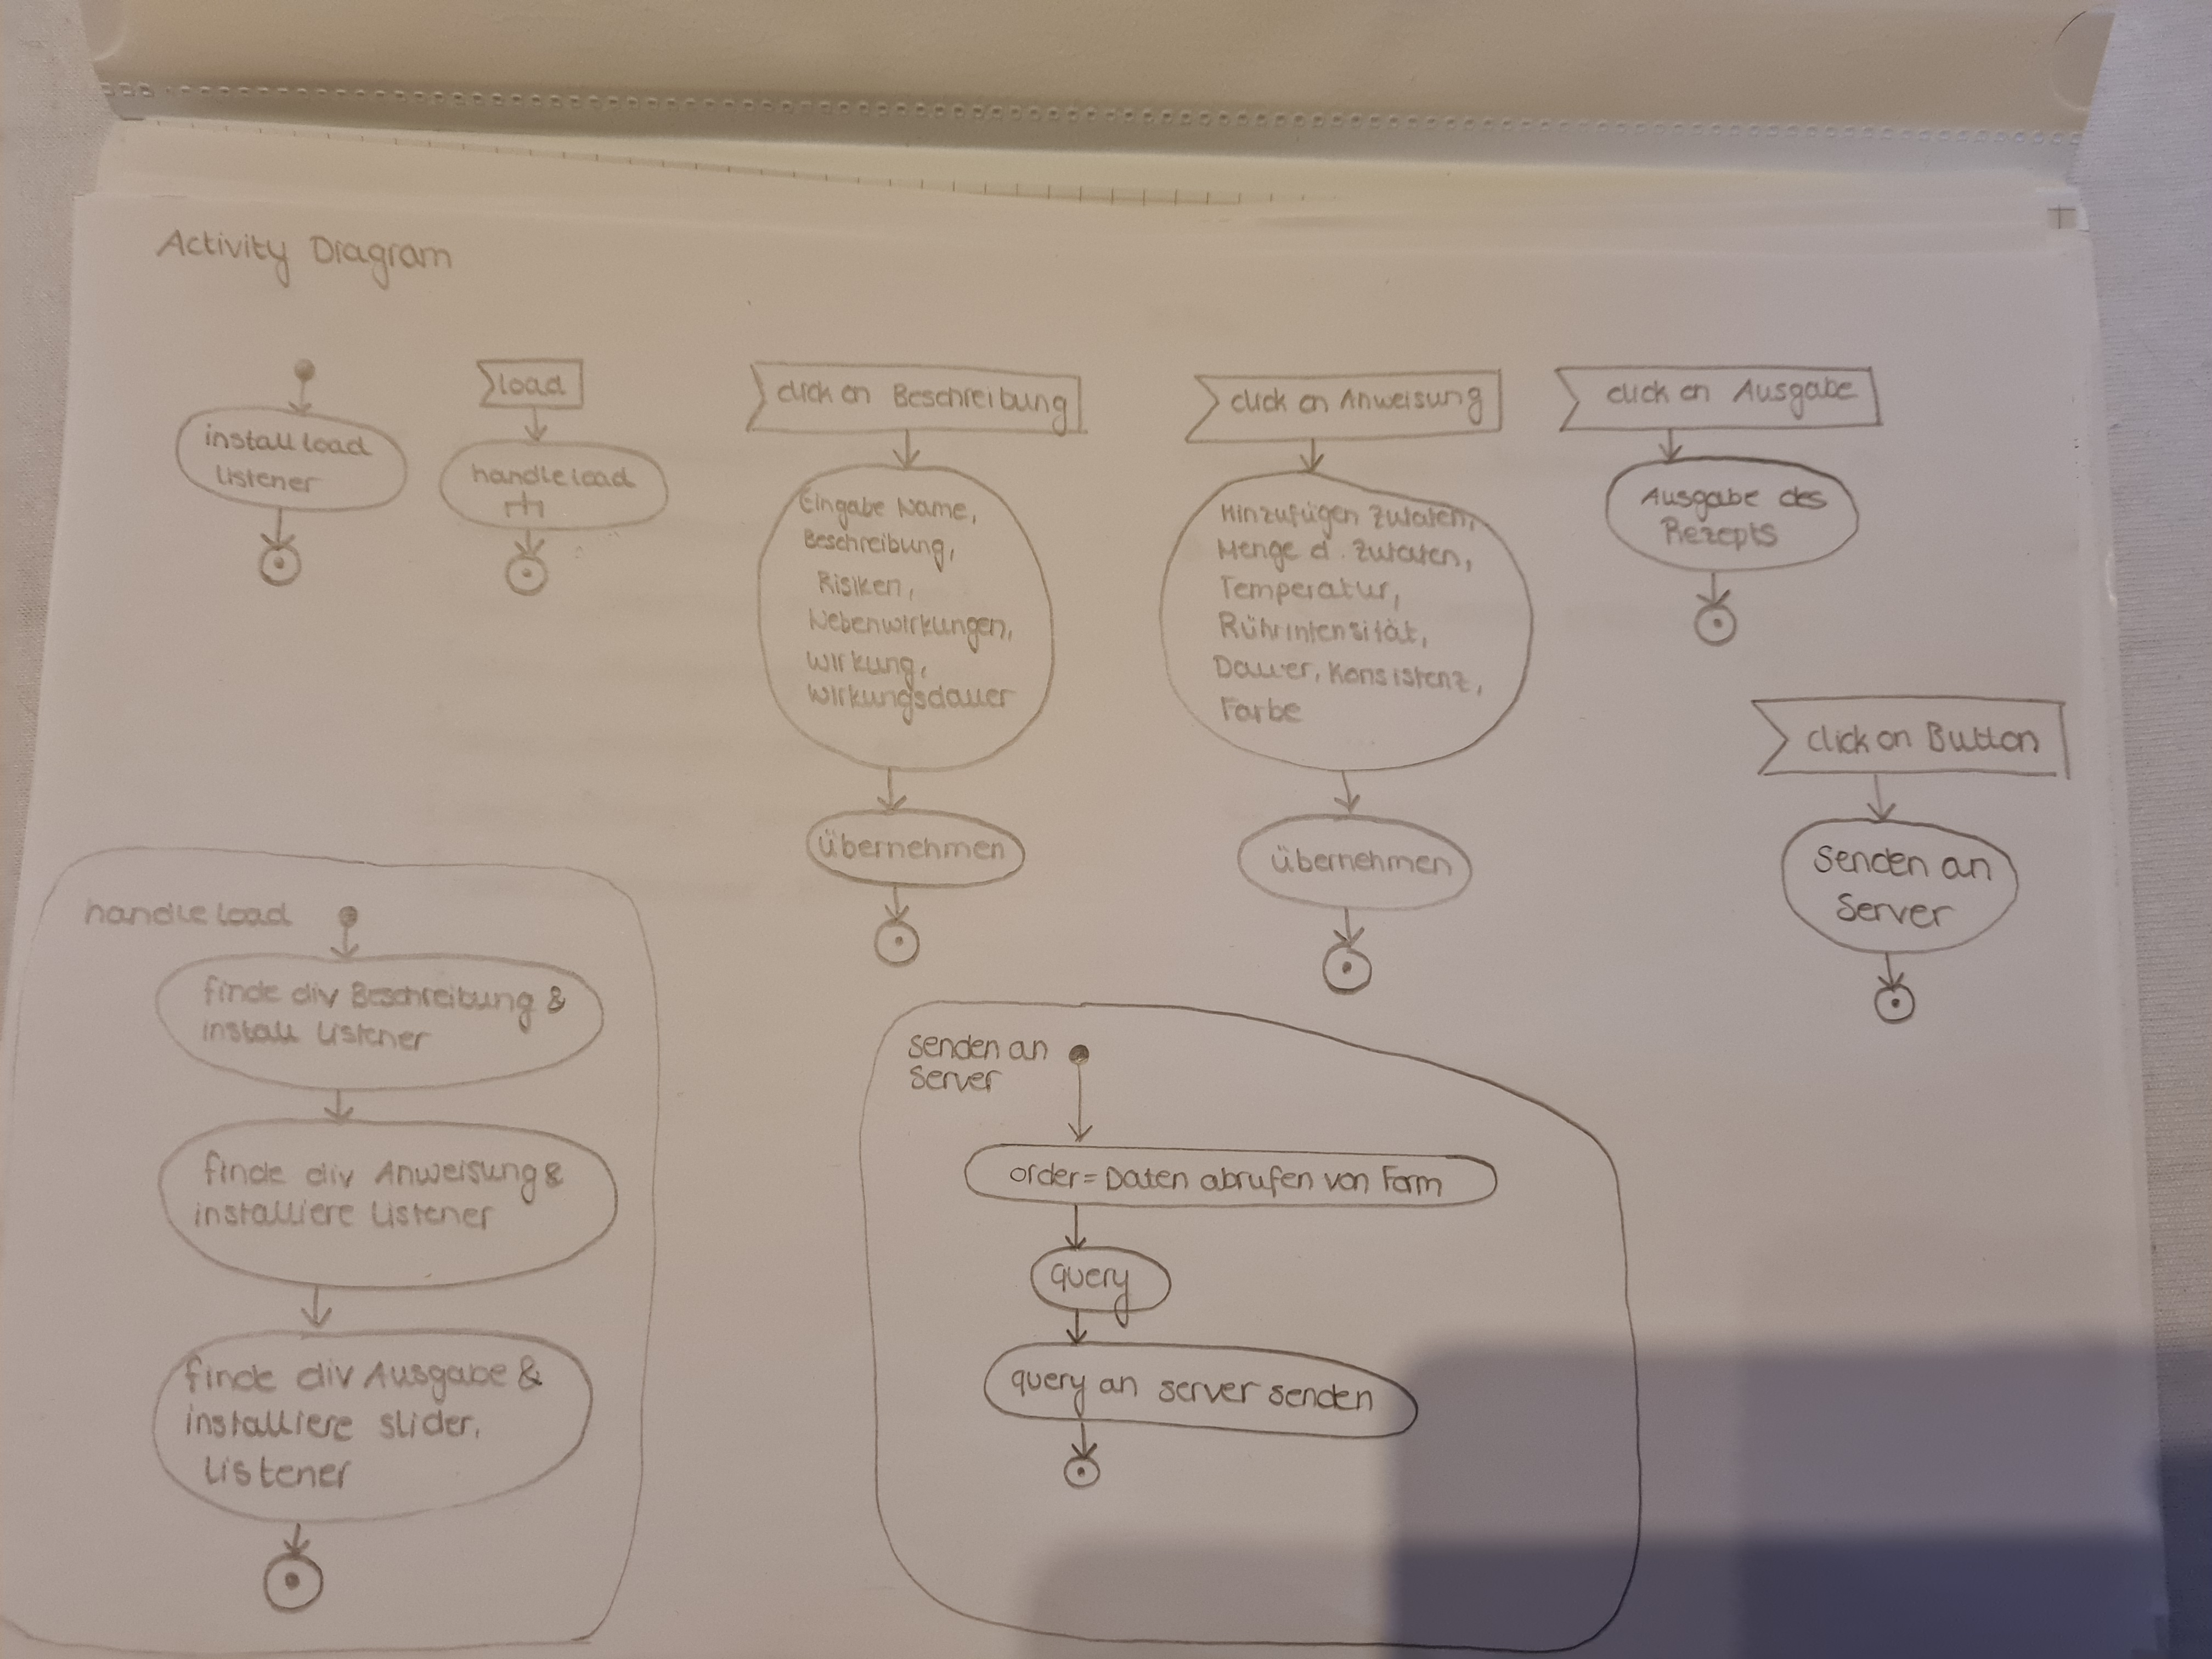 Activity Diagram
install load
listener
load
handle load
click on Beschreibung
Eingabe Name,
Beschreibung,
Risiken,
Nebenwirkungen,
Wirkung,
Wirkungsdauer
übernehmen
click on Anweisung
Hinzufügen Zutaten,
Menge d. Zutaten,
Temperatur,
Rührintensität,
Dauer, Konsistenz,
Farbe
übernehmen
click on Ausgabe
Ausgabe des
Rezepts
click on Button
senden an
Server
handle load
finde div Beschreibung &
install Listener
finde div Anweisung &
installiere Listener
finde div Ausgabe &
installiere slider,
Listener
senden an
Server
order = Daten abrufen von Form
query
query an server senden